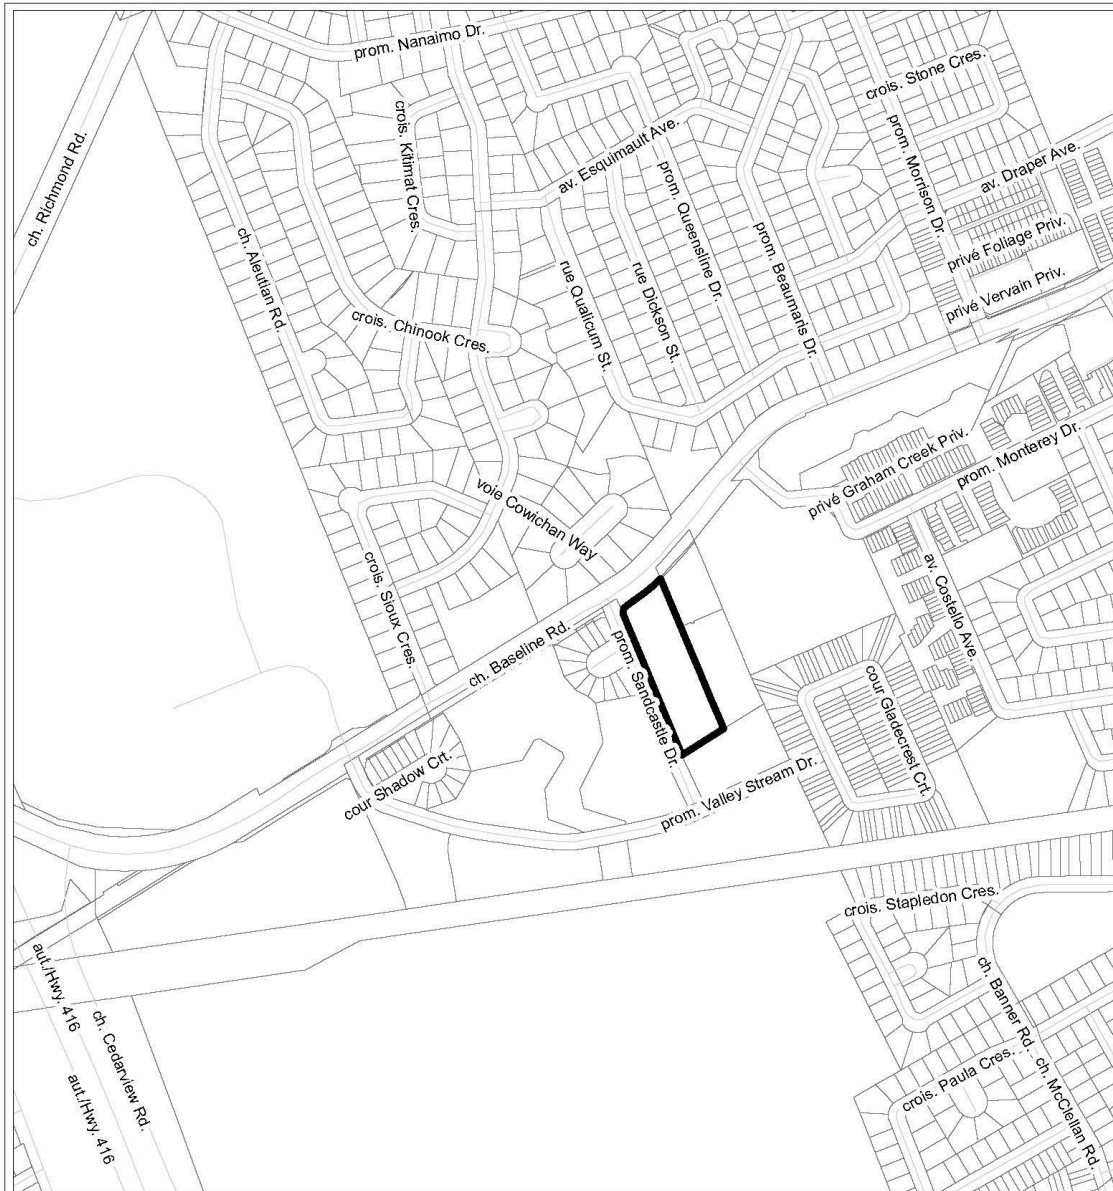 prom. Nanaimo Dr.
crois. Stone Cres.
crois. Kitimat Cres.
av. Esquimault Ave.
prom. Morrison Dr.
av. Draper Ave.
ch. Richmond Rd.
prom. Queensline Dr.
privé Foliage Priv.
ch. Aleutian Rd.
prom. Beaumaris Dr.
rue Qualicum St.
rue Dickson St.
privé Vervain Priv.
crois. Chinook Cres.
privé Graham Creek Priv.
prom. Monterey Dr.
voie Cowichan Way
crois. Sioux Cres.
av. Costello Ave.
ch. Baseline Rd.
prom. Sandcastle Dr.
cour Gladecrest Crt.
cour Shadow Crt.
prom. Valley Stream Dr.
crois. Stapledon Cres.
aut./Hwy. 416
ch. Cedarview Rd.
ch. Banner Rd.
crois. Paula Cres.
ch. McClellan Rd.
aut./Hwy. 416